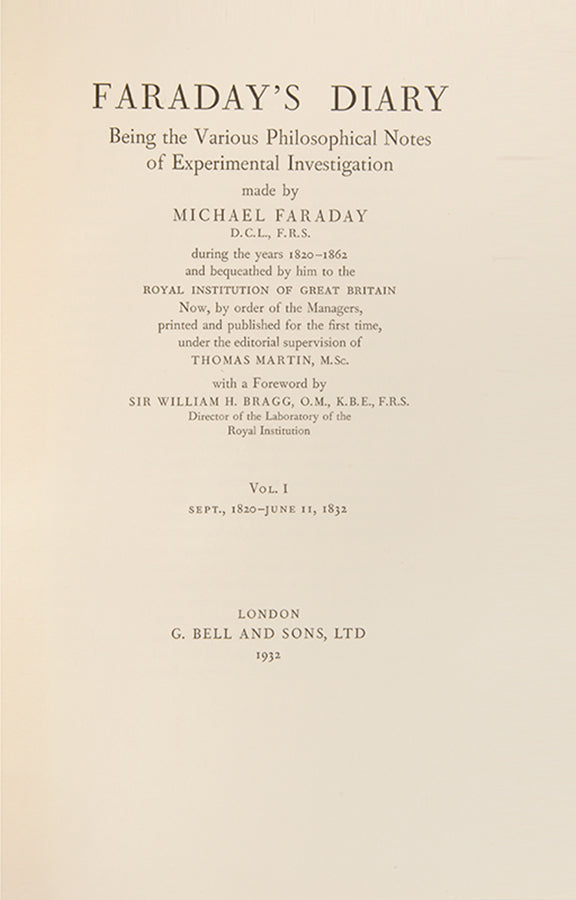 FARADAY'S DIARY
Being the Various Philosophical Notes
of Experimental Investigation
made by
MICHAEL FARADAY
D.C.L., F.R.S.
during the years 1820–1862
and bequeathed by him to the
ROYAL INSTITUTION OF GREAT BRITAIN
Now, by order of the Managers,
printed and published for the first time,
under the editorial supervision of
THOMAS MARTIN, M.Sc.
with a Foreword by
SIR WILLIAM H. BRAGG, O.M., K.B.E., F.R.S.
Director of the Laboratory of the
Royal Institution
VOL. I
SEPT., 1820–JUNE 11, 1832
LONDON
G. BELL AND SONS, LTD
1932